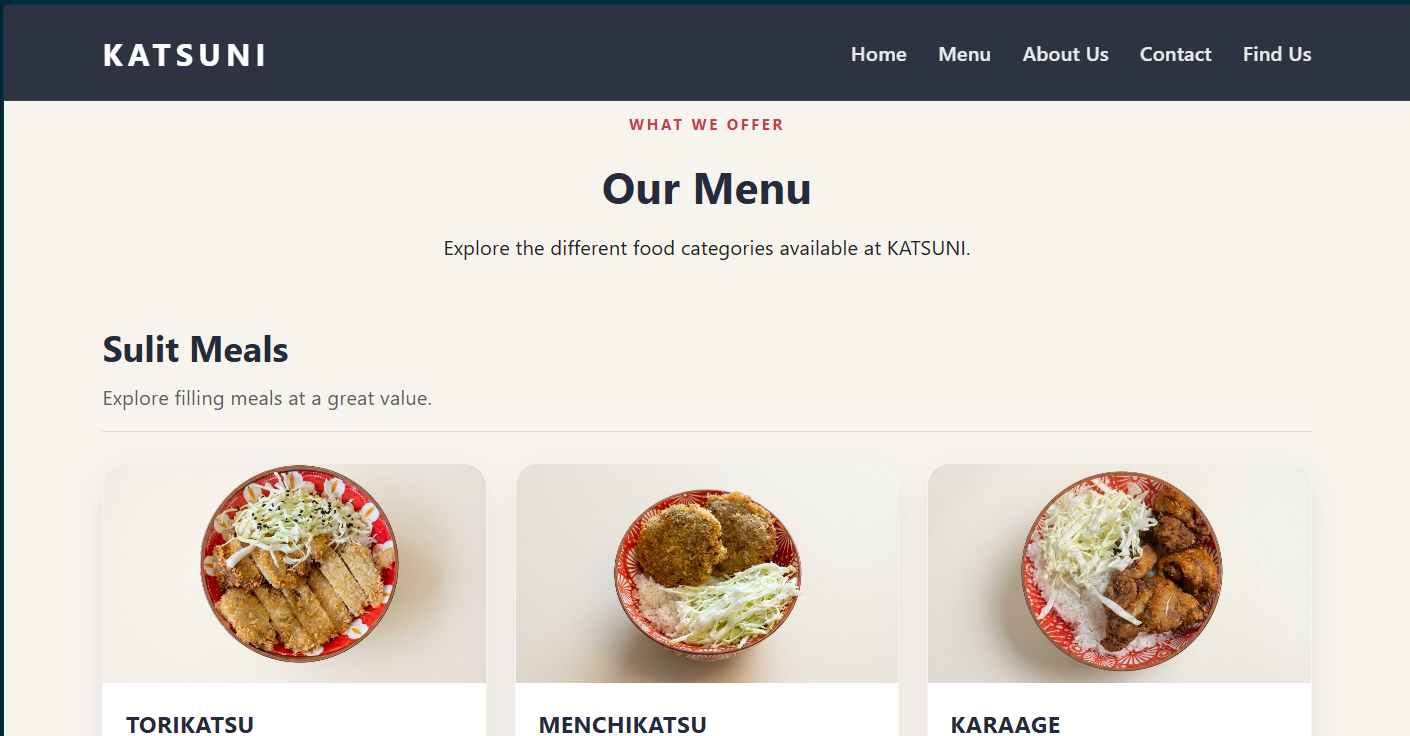 KATSUNI
Home Menu About Us Contact Find Us
WHAT WE OFFER
Our Menu
Explore the different food categories available at KATSUNI.
Sulit Meals
Explore filling meals at a great value.
TORIKATSU
MENCHIKATSU
KARAAGE